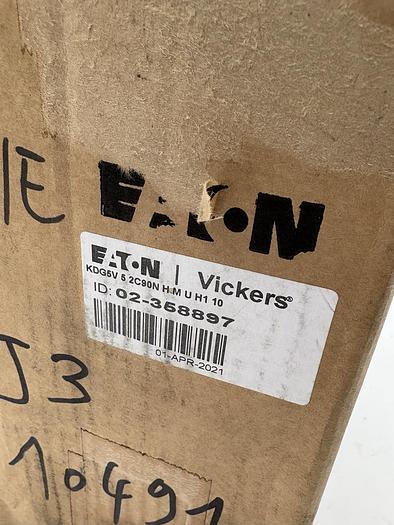 IE
EATON
EATON | Vickers®
KDG5V 5 2C90N H M U H1 10
ID: 02-358897
01-APR-2021
J3
10491